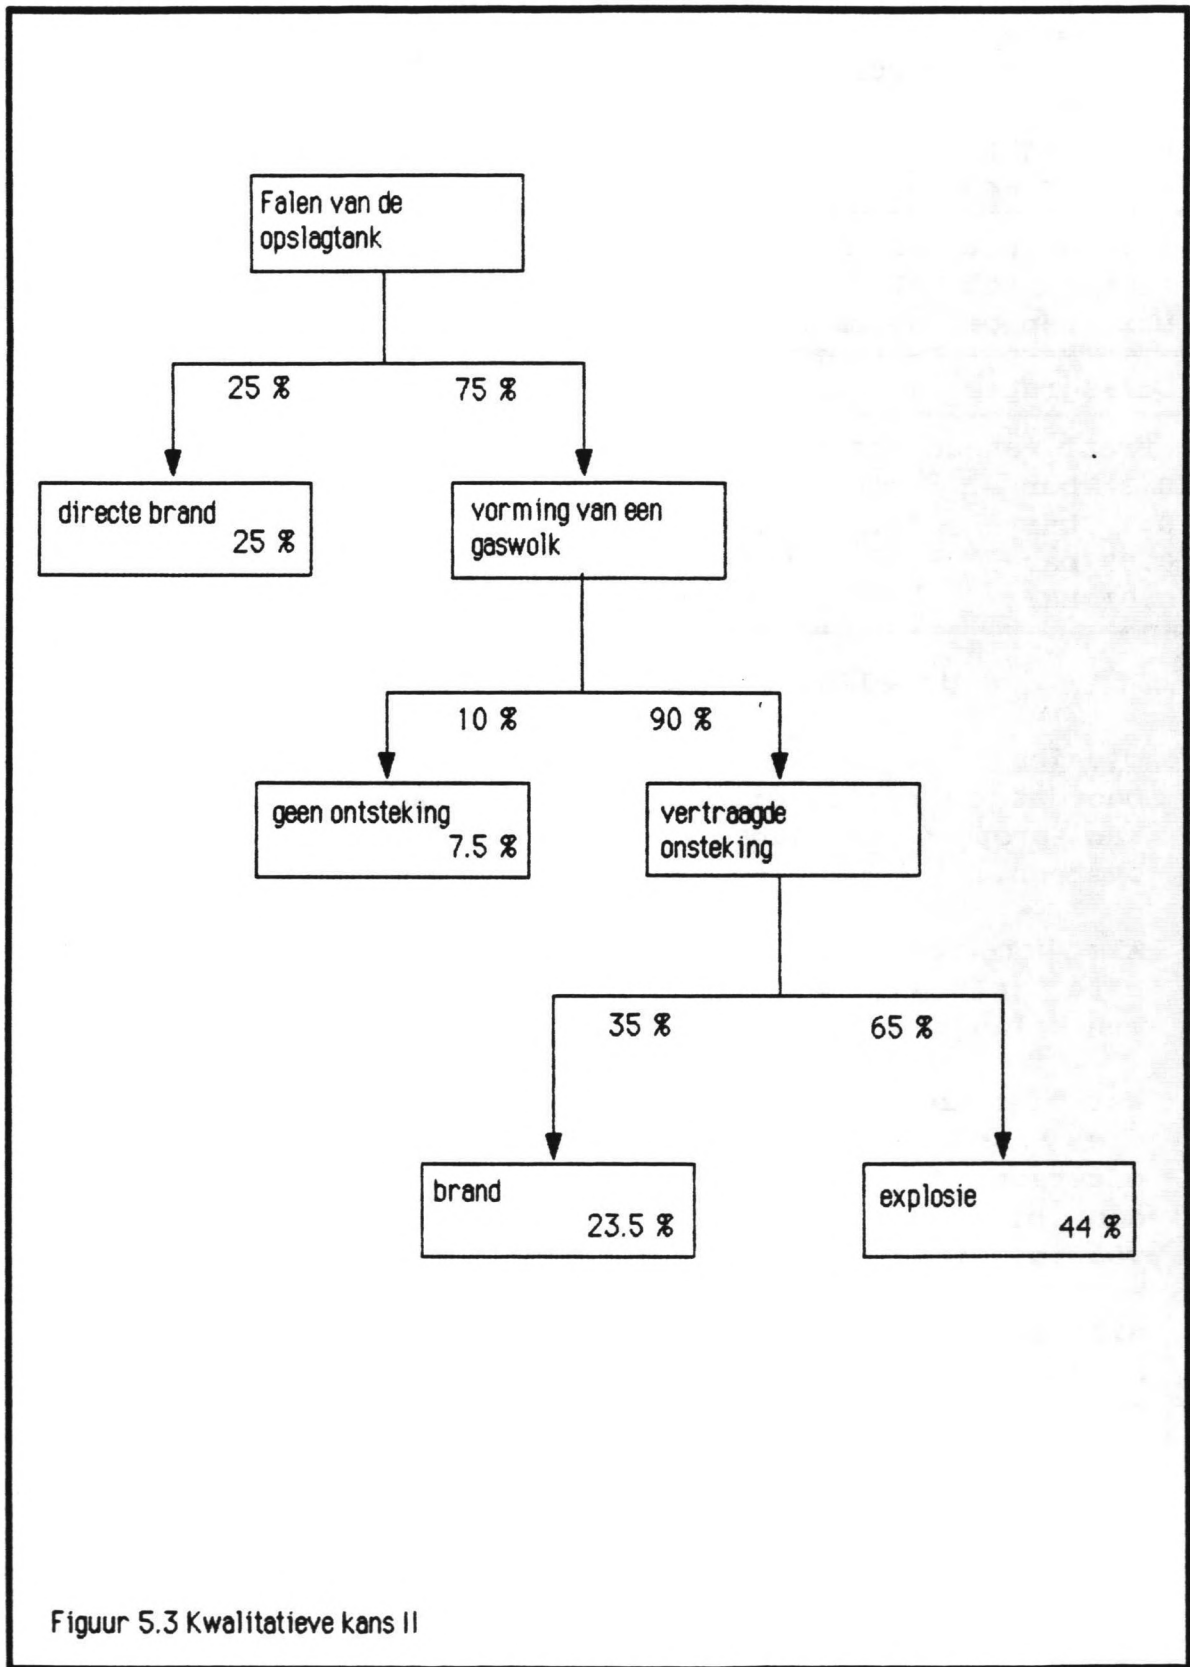 Falen van de
opslagtank
25 % 75 %
directe brand
25 %
vorming van een
gaswolk
10 % 90 %
geen ontsteking
7.5 %
vertraagde
onsteking
35 % 65 %
brand
23.5 %
explosie
44 %
Figuur 5.3 Kwalitatieve kans II